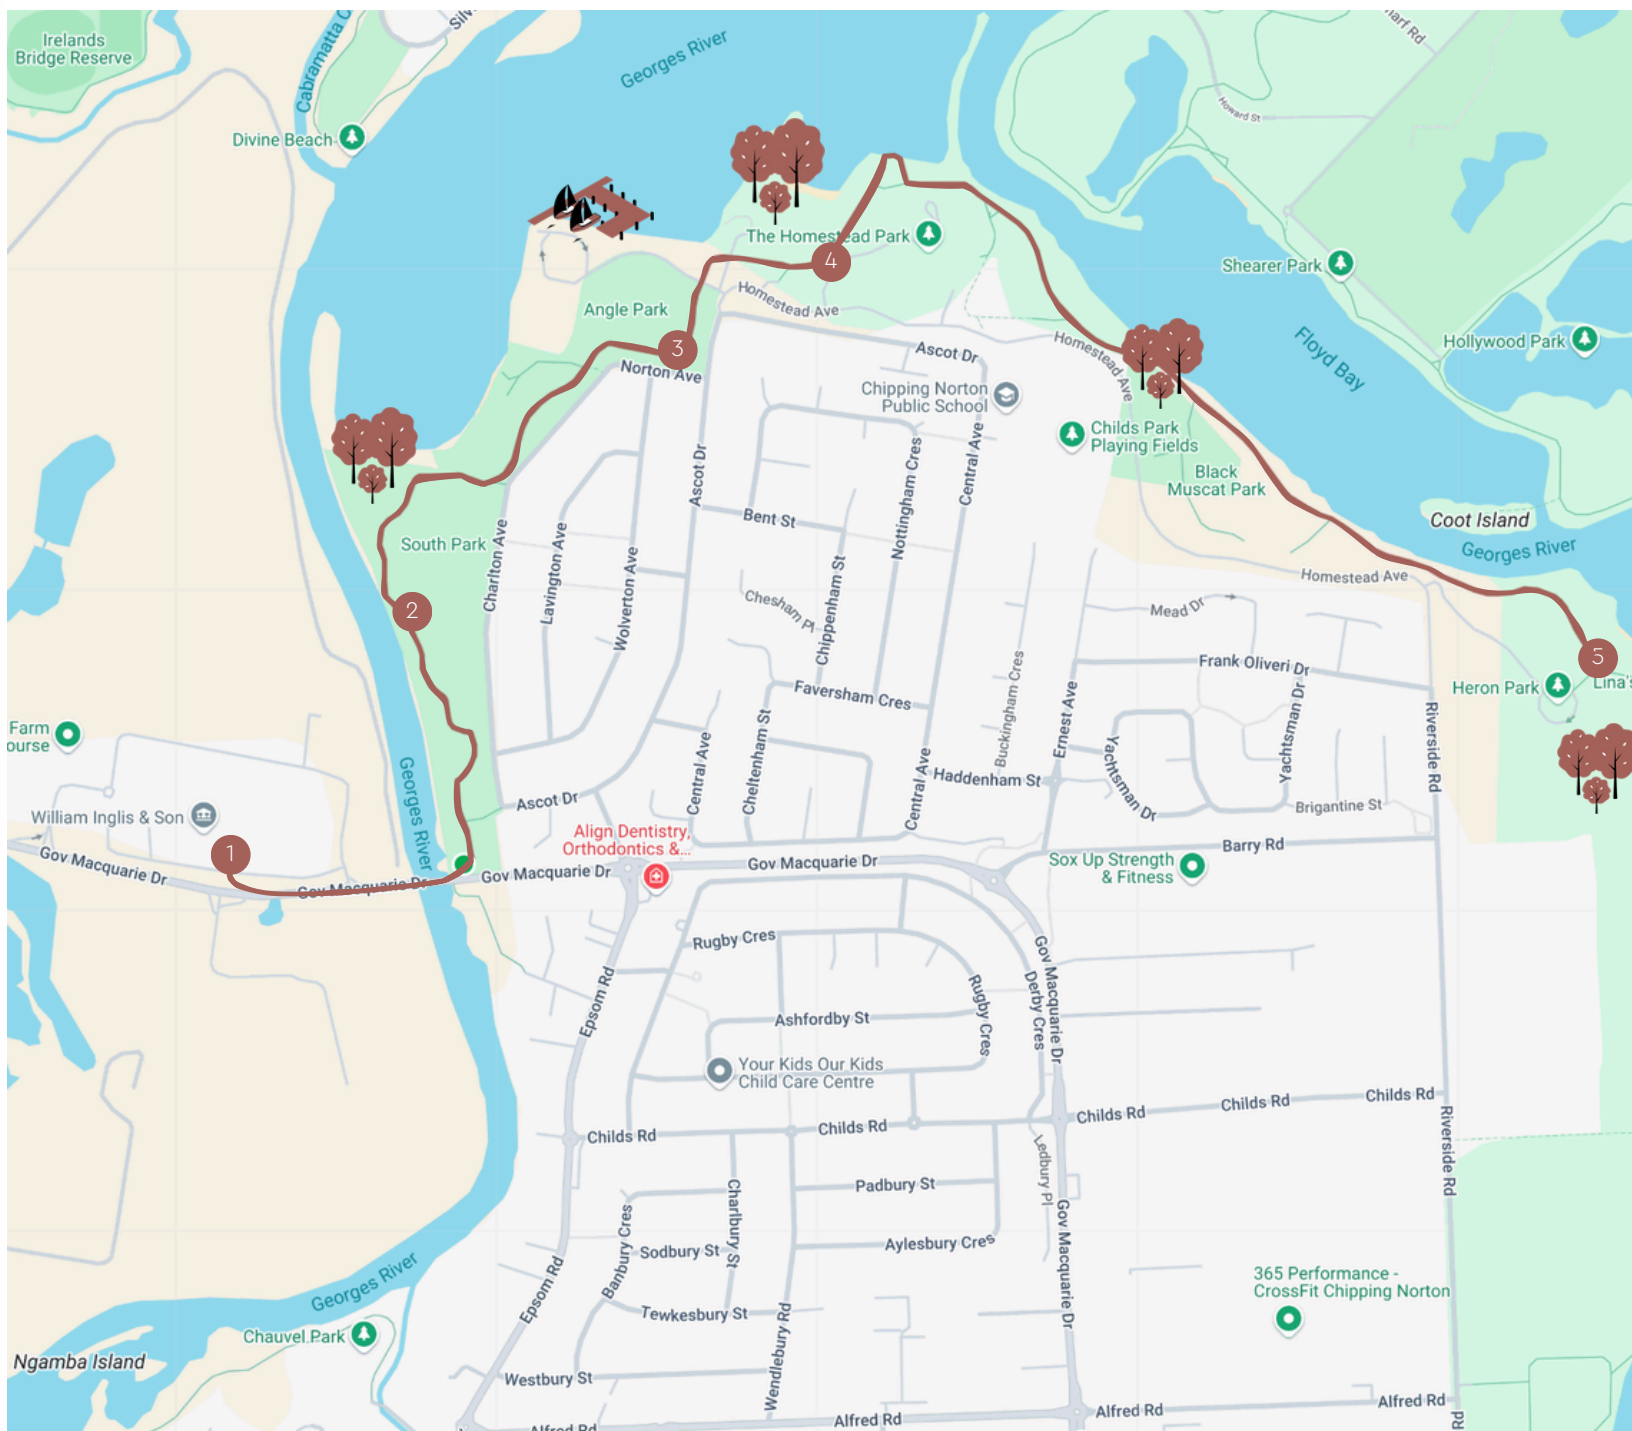 Irelands
Bridge Reserve
Cabramatta C
Silv
Georges River
harf Rd
Howard St
Divine Beach
The Homestead Park
4
Shearer Park
Homestead Ave
Angle Park
3
Norton Ave
Ascot Dr
Homestead Ave
Floyd Bay
Hollywood Park
Chipping Norton
Public School
Childs Park
Playing Fields
Black
Muscat Park
Coot Island
Georges River
Homestead Ave
South Park
2
Charlton Ave
Lavington Ave
Wolverton Ave
Ascot Dr
Bent St
Nottingham Cres
Central Ave
Chesham Pl
Chippenham St
Faversham Cres
Mead Dr
Frank Oliveri Dr
5
Heron Park
Lina's
Farm
ourse
William Inglis & Son
1
Gov Macquarie Dr
Gov Macquarie Dr
Georges River
Ascot Dr
Central Ave
Cheltenham St
Central Ave
Buckingham Cres
Ernest Ave
Haddenham St
Yachtsman Dr
Yachtsman Dr
Brigantine St
Riverside Rd
Align Dentistry,
Orthodontics &...
Gov Macquarie Dr
Gov Macquarie Dr
Barry Rd
Sox Up Strength
& Fitness
Rugby Cres
Rugby Cres
Gov Macquarie Dr
Derby Cres
Epsom Rd
Ashfordby St
Your Kids Our Kids
Child Care Centre
Childs Rd
Childs Rd
Childs Rd
Childs Rd
Childs Rd
Ledbury Pl
Riverside Rd
Padbury St
Charlbury St
Banbury Cres
Sodbury St
Aylesbury Cres
Gov Macquarie Dr
Epsom Rd
Tewkesbury St
Wendlebury Rd
Westbury St
365 Performance -
CrossFit Chipping Norton
Georges River
Chauvel Park
Ngamba Island
Alfred Rd
Alfred Rd
Alfred Rd
Alfred Rd
Rd